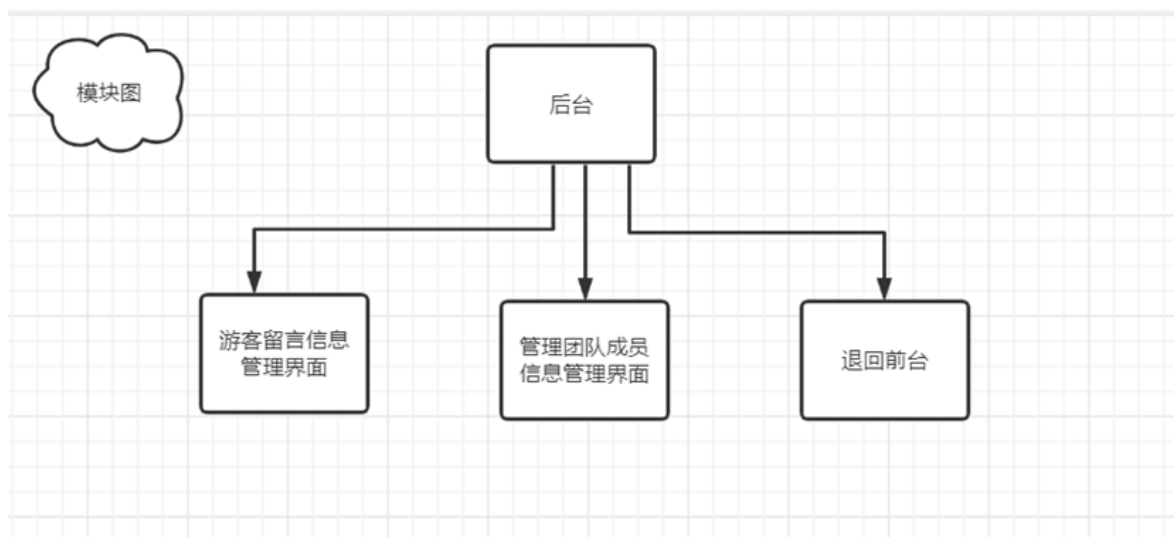 模块图
后台
游客留言信息
管理界面
管理团队成员
信息管理界面
退回前台